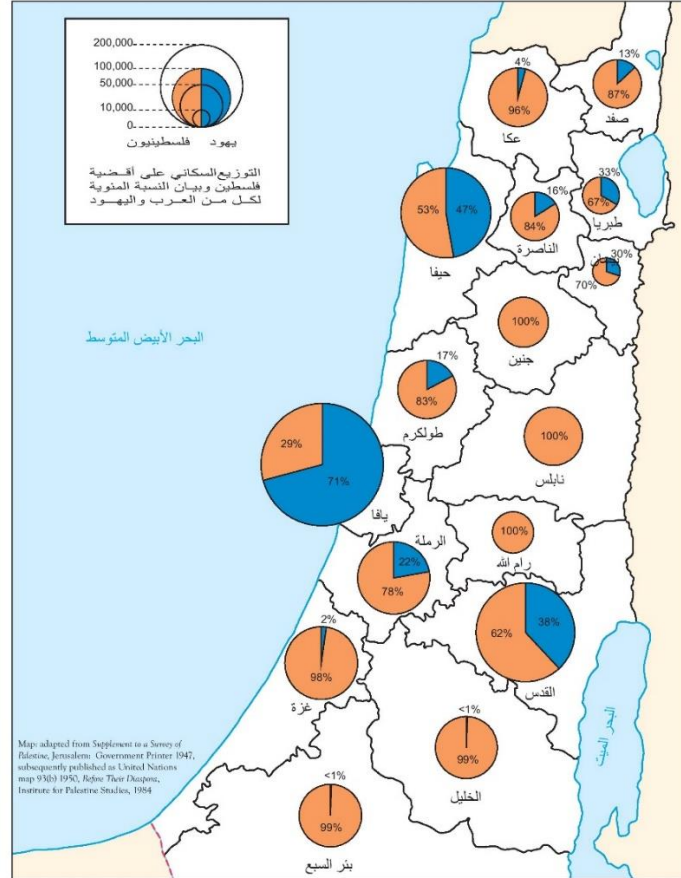 200,000
100,000
50,000
10,000
0
فلسطينيون
يهود
التوزيع السكاني على أقضية
فلسطين وبيان النسبة المئوية
لكل من العرب واليهود
4%
96%
عكا
13%
87%
صفد
53%
47%
حيفا
16%
84%
الناصرة
33%
67%
طبريا
30%
70%
100%
جنين
البحر الأبيض المتوسط
17%
83%
طولكرم
100%
نابلس
29%
71%
يافا
الرملة
22%
78%
100%
رام الله
62%
38%
القدس
2%
98%
غزة
البحر الميت
<1%
99%
الخليل
<1%
99%
بئر السبع
Map: adapted from Supplement to a Survey of
Palestine, Jerusalem: Government Printer 1947,
subsequently published as United Nations
map 93(b) 1950, Before Their Diaspora,
Institute for Palestine Studies, 1984